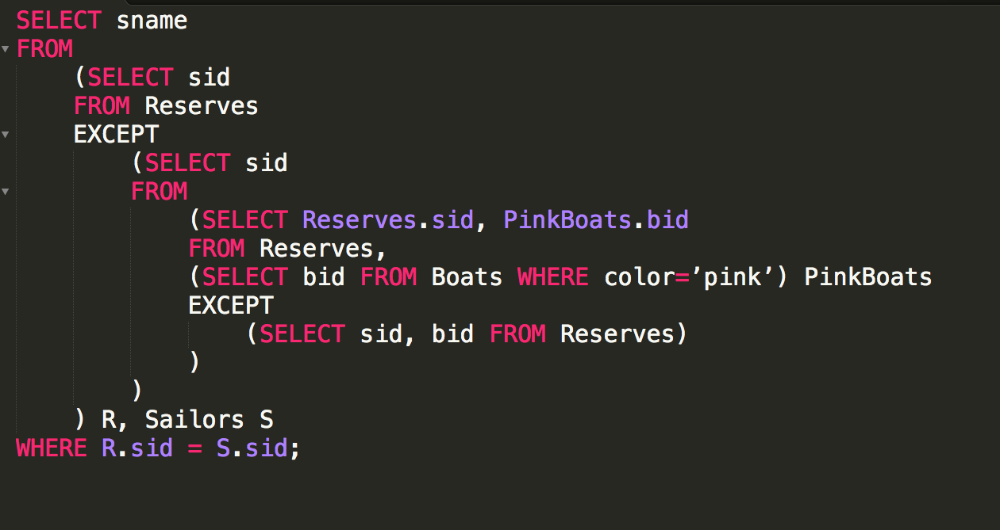 SELECT sname
FROM
(SELECT sid
FROM Reserves
EXCEPT
(SELECT sid
FROM
(SELECT Reserves.sid, PinkBoats.bid
FROM Reserves,
(SELECT bid FROM Boats WHERE color=’pink’) PinkBoats
EXCEPT
(SELECT sid, bid FROM Reserves)
)
)
) R, Sailors S
WHERE R.sid = S.sid;